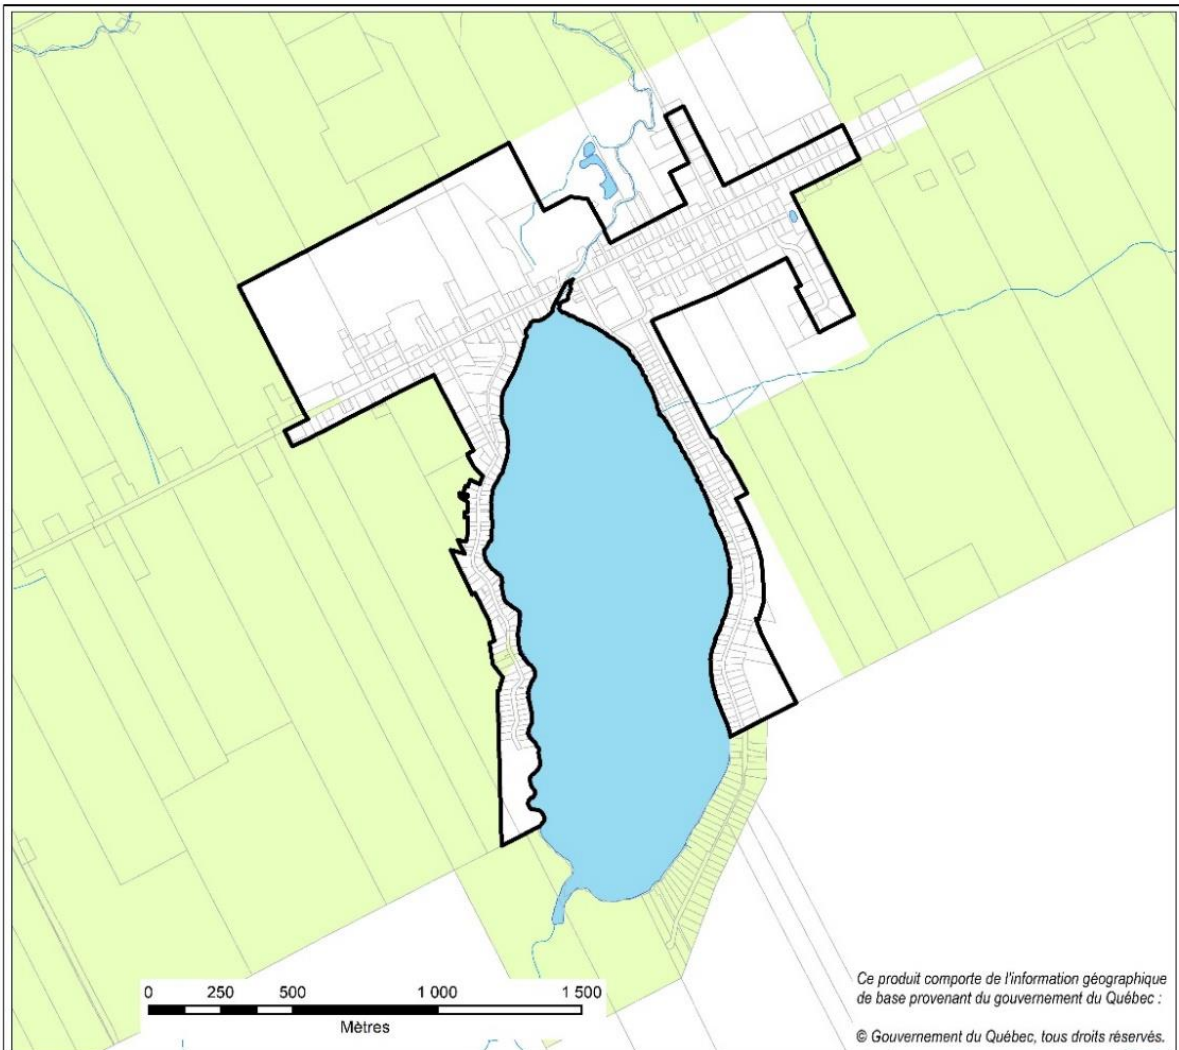 0 250 500 1 000 1 500
Mètres
Ce produit comporte de l'information géographique
de base provenant du gouvernement du Québec :
© Gouvernement du Québec, tous droits réservés.